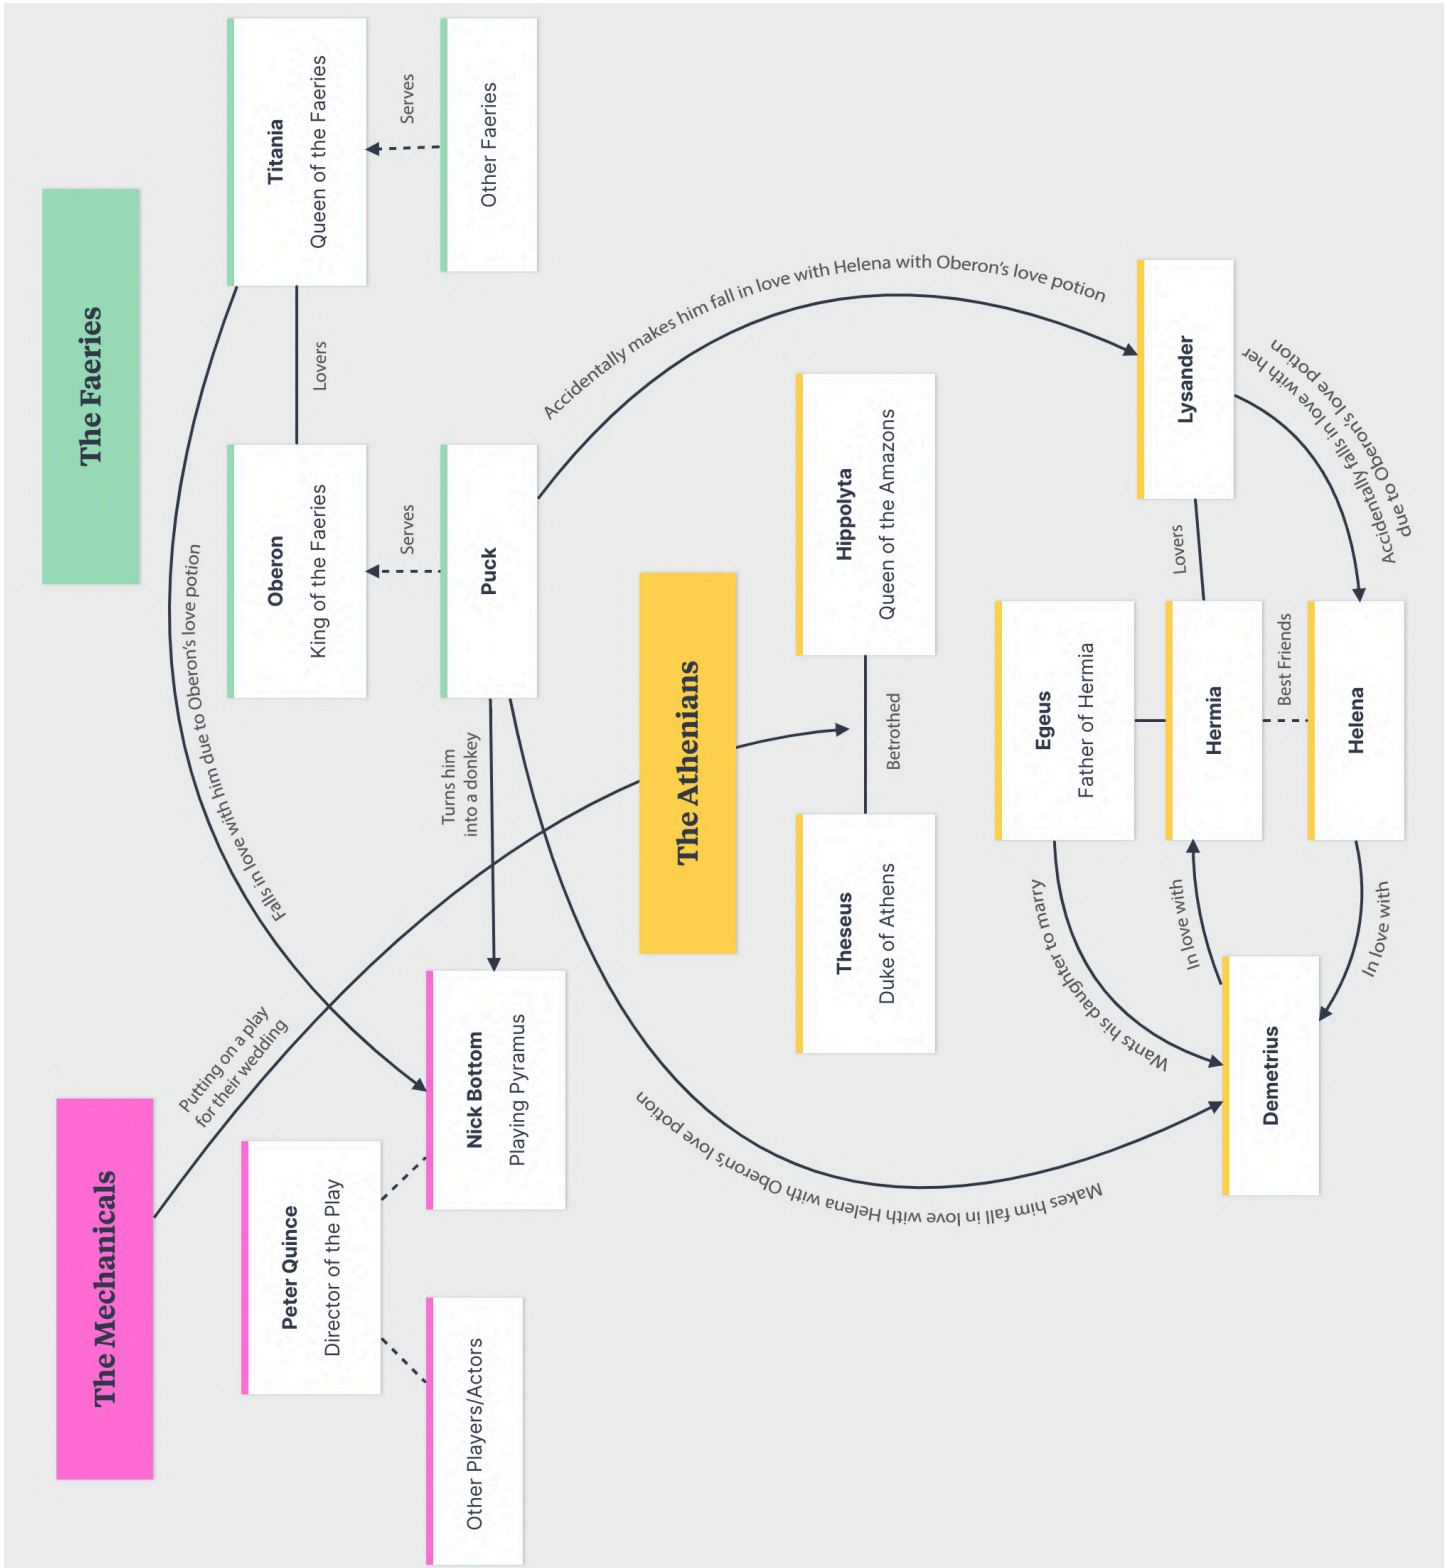 The Mechanicals
The Faeries
Putting on a play
for their wedding
Falls in love with him due to Oberon's love potion
Peter Quince
Director of the Play
Oberon
King of the Faeries
Lovers
Titania
Queen of the Faeries
Serves
Serves
Other Players/Actors
Nick Bottom
Playing Pyramus
Turns him
into a donkey
Puck
Other Faeries
Accidentally makes him fall in love with Helena with Oberon's love potion
Makes him fall in love with Helena with Oberon's love potion
The Athenians
Theseus
Duke of Athens
Betrothed
Hippolyta
Queen of the Amazons
Egeus
Father of Hermia
Wants his daughter to marry
In love with
Hermia
Lovers
Lysander
Demetrius
Best Friends
Accidentally falls in love with her
due to Oberon's love potion
In love with
Helena